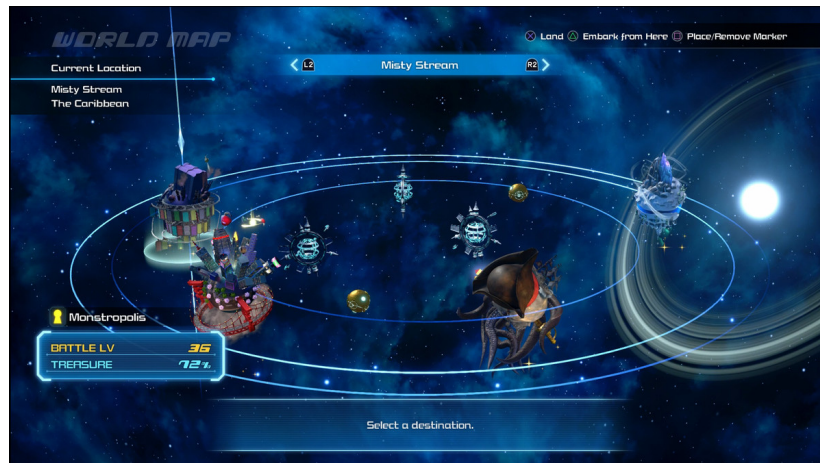 WORLD MAP
Land Embark from Here Place/Remove Marker
Current Location
L2 Misty Stream R2
Misty Stream
The Caribbean
Monstropolis
BATTLE LV 36
TREASURE 72%
Select a destination.